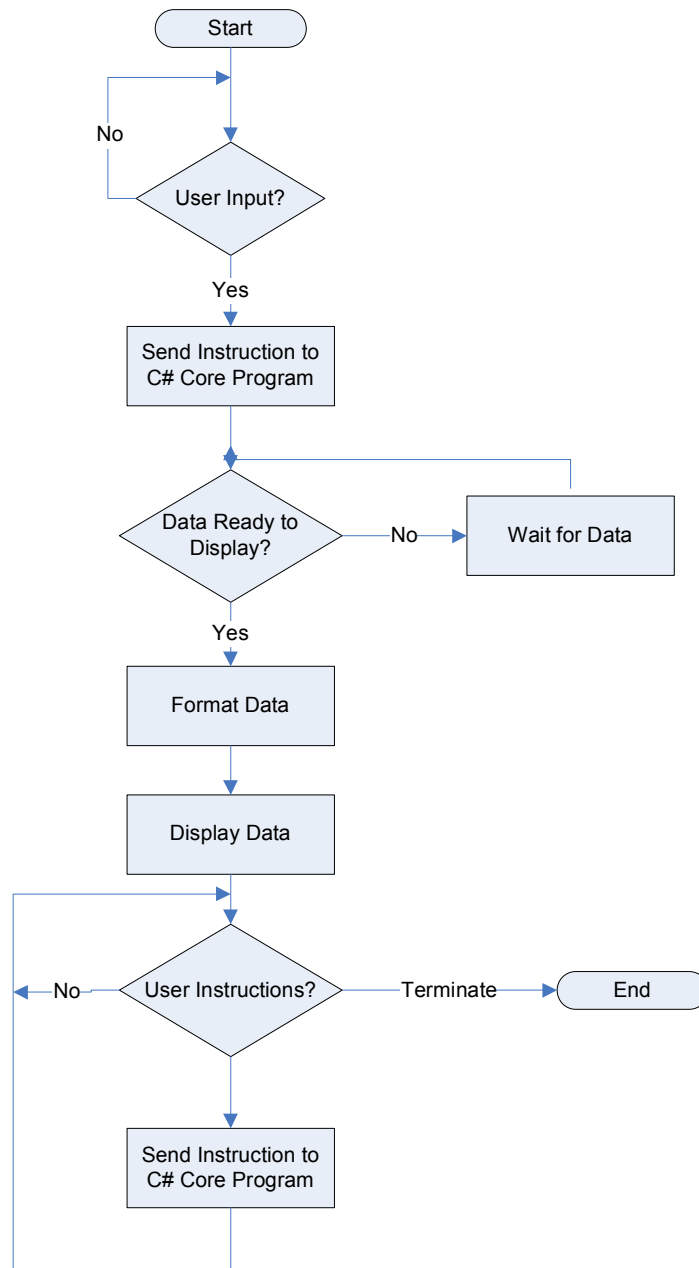 Start
No
User Input?
Yes
Send Instruction to
C# Core Program
Data Ready to
Display?
No
Wait for Data
Yes
Format Data
Display Data
No
User Instructions?
Terminate
End
Send Instruction to
C# Core Program